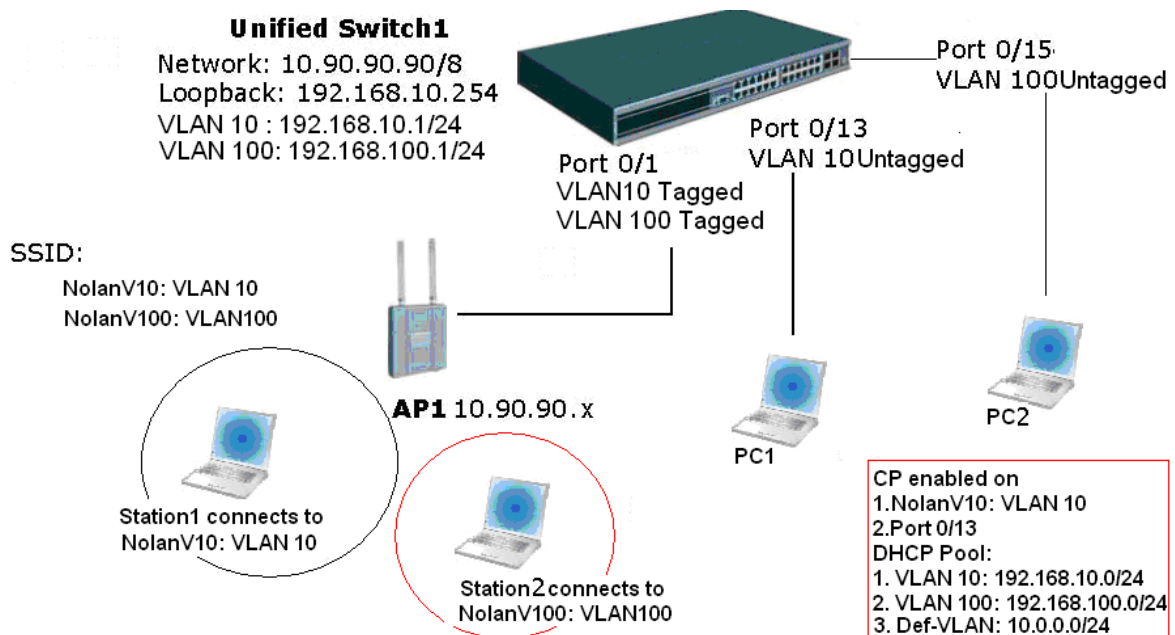 Unified Switch1
Network: 10.90.90.90/8
Loopback: 192.168.10.254
VLAN 10 : 192.168.10.1/24
VLAN 100: 192.168.100.1/24
Port 0/15
VLAN 100Untagged
Port 0/13
VLAN 10Untagged
Port 0/1
VLAN10 Tagged
VLAN 100 Tagged
SSID:
NolanV10: VLAN 10
NolanV100: VLAN100
AP1 10.90.90.x
PC1
PC2
Station1 connects to
NolanV10: VLAN 10
Station2connects to
NolanV100: VLAN100
CP enabled on
1.NolanV10: VLAN 10
2.Port 0/13
DHCP Pool:
1. VLAN 10: 192.168.10.0/24
2. VLAN 100: 192.168.100.0/24
3. Def-VLAN: 10.0.0.0/24